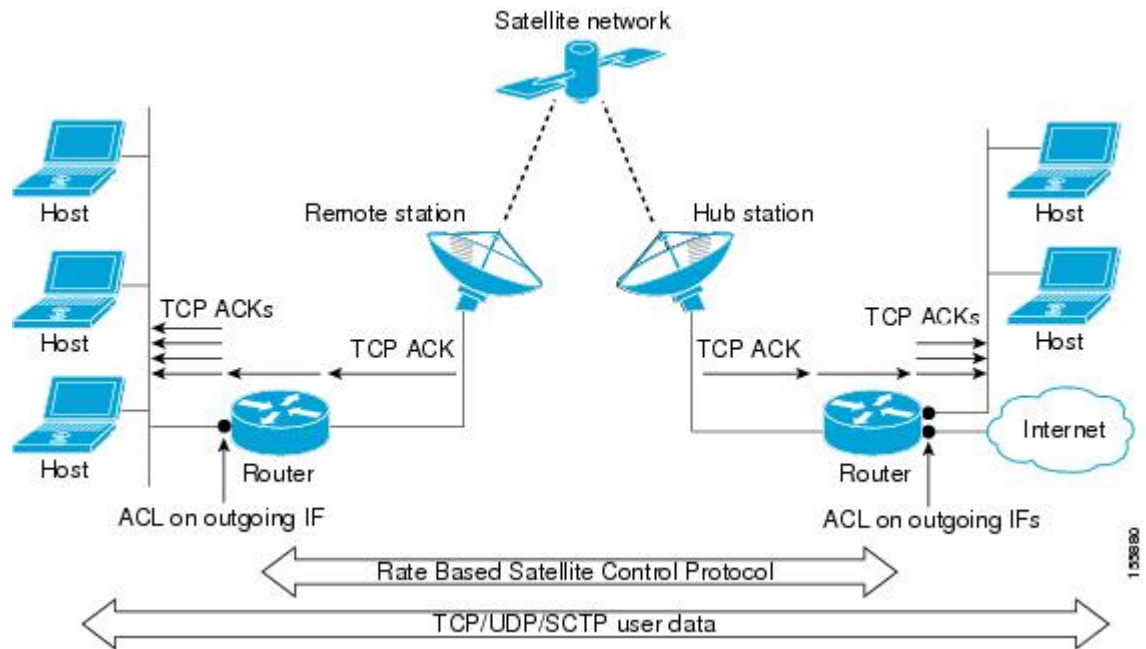 Satellite network
Host
Remote station
Hub station
Host
Host
TCP ACKs
TCP ACK
TCP ACK
TCP ACKs
Host
Host
Router
Router
Internet
ACL on outgoing IF
ACL on outgoing IFs
Rate Based Satellite Control Protocol
TCP/UDP/SCTP user data
155880